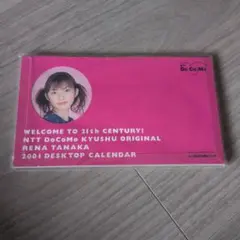 DoCoMo
WELCOME TO 21th CENTURY!
NTT DoCoMo KYUSHU ORIGINAL
RENA TANAKA
2001 DESKTOP CALENDAR